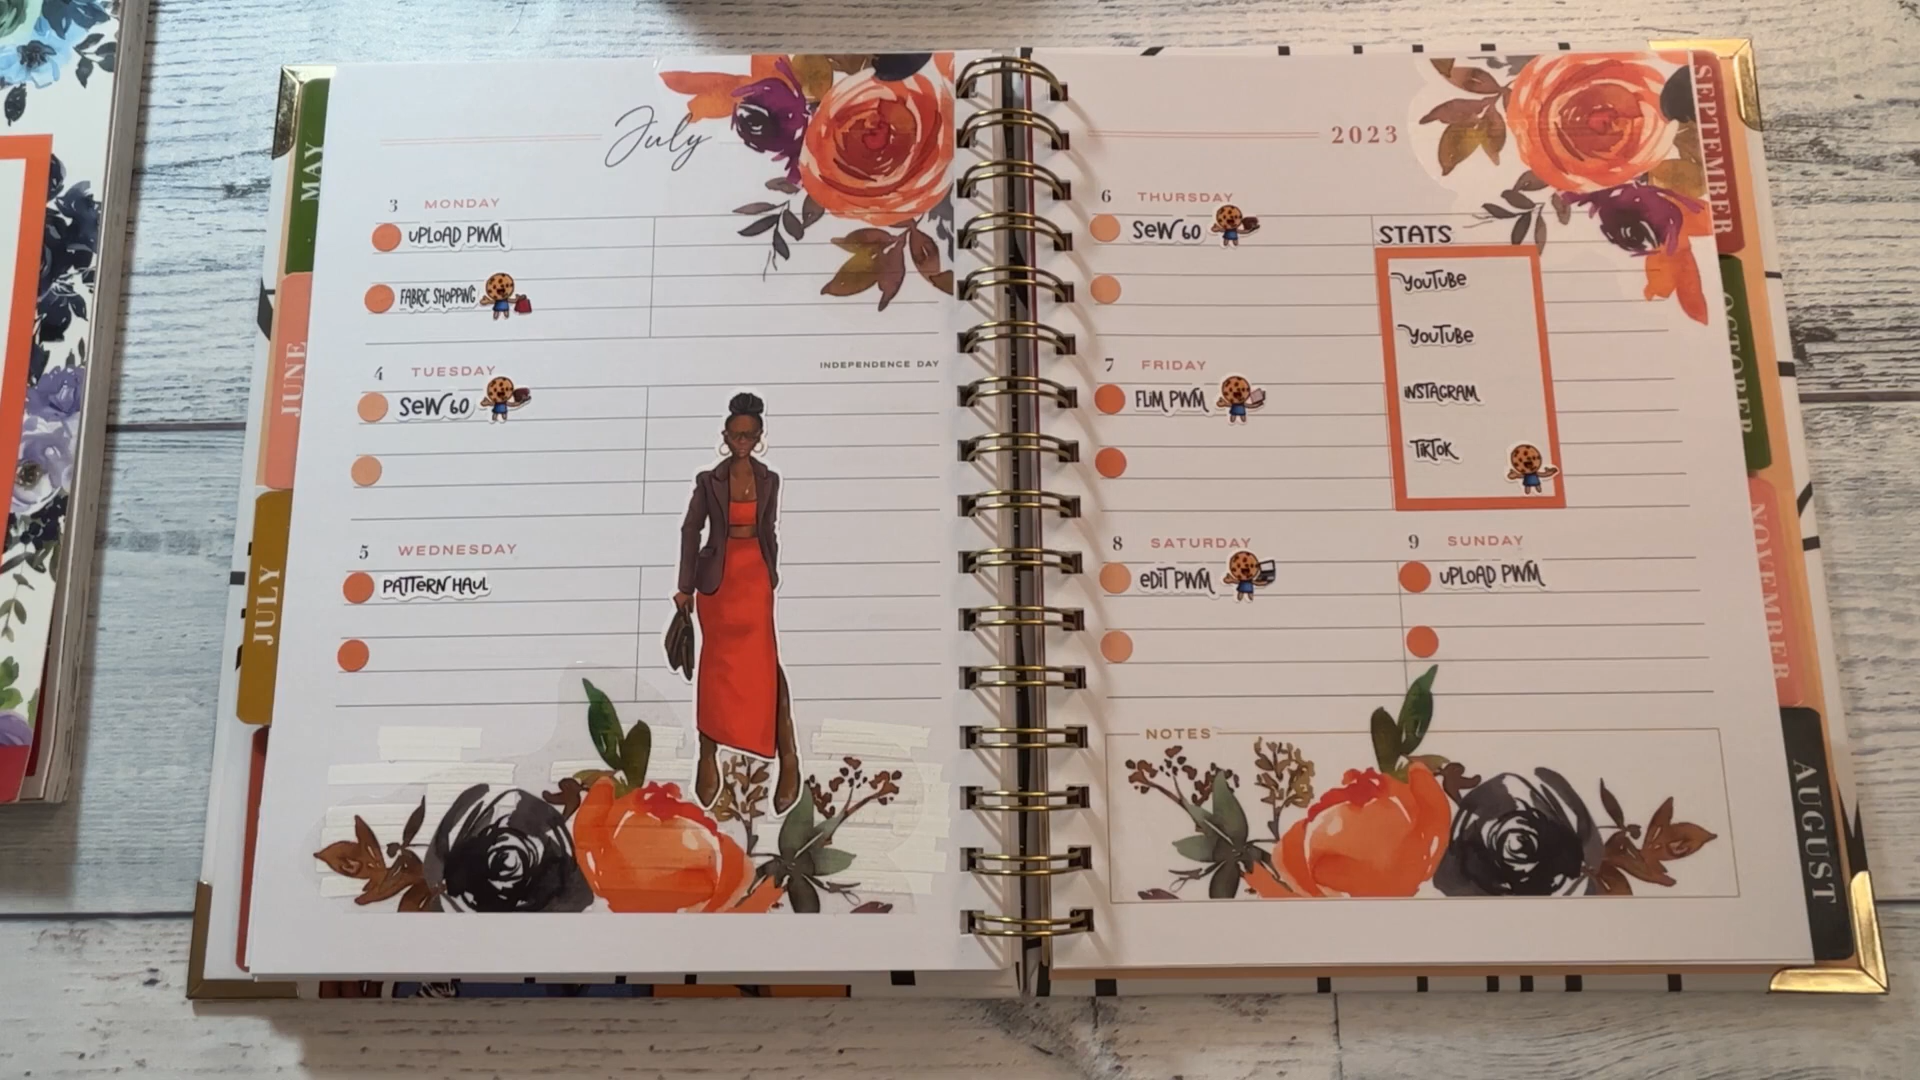 MAY
JUNE
JULY
July
3 MONDAY
UPLOAD PWM
FABRIC SHOPPING
4 TUESDAY
INDEPENDENCE DAY
SeW 60
5 WEDNESDAY
PATTeRN HAUL
2023
6 THURSDAY
SeW 60
STATS
YOUTUBe
YOUTUBe
iNSTAGRAM
TiKTOK
7 FRIDAY
FLiM PWM
8 SATURDAY
eDiT PWM
9 SUNDAY
UPLOAD PWM
NOTES
SEPTEMBER
OCTOBER
NOVEMBER
AUGUST